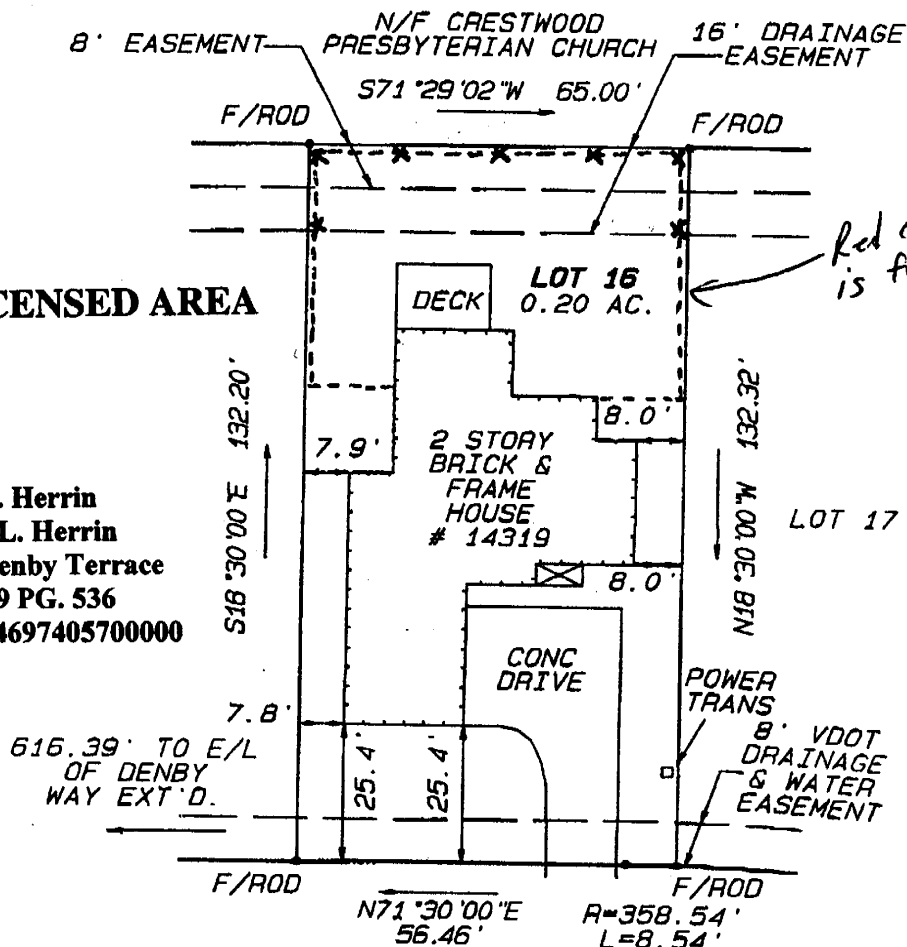 N/F CRESTWOOD
PRESBYTERIAN CHURCH
8' EASEMENT
16' DRAINAGE
EASEMENT
S71°29'02"W 65.00'
F/ROD
F/ROD
Red
is
LOT 16
0.20 AC.
DECK
CENSED AREA
132.20'
S18°30'00"E
132.32'
N18°30'00"W
7.9'
8.0'
2 STORY
BRICK &
FRAME
HOUSE
# 14319
LOT 17
. Herrin
L. Herrin
enby Terrace
9 PG. 536
4697405700000
8.0'
CONC
DRIVE
POWER
TRANS
7.8'
25.4'
25.4'
8' VDOT
DRAINAGE
& WATER
EASEMENT
616.39' TO E/L
OF DENBY
WAY EXT'D.
F/ROD
F/ROD
N71°30'00"E
56.46'
R=358.54'
L=8.54'